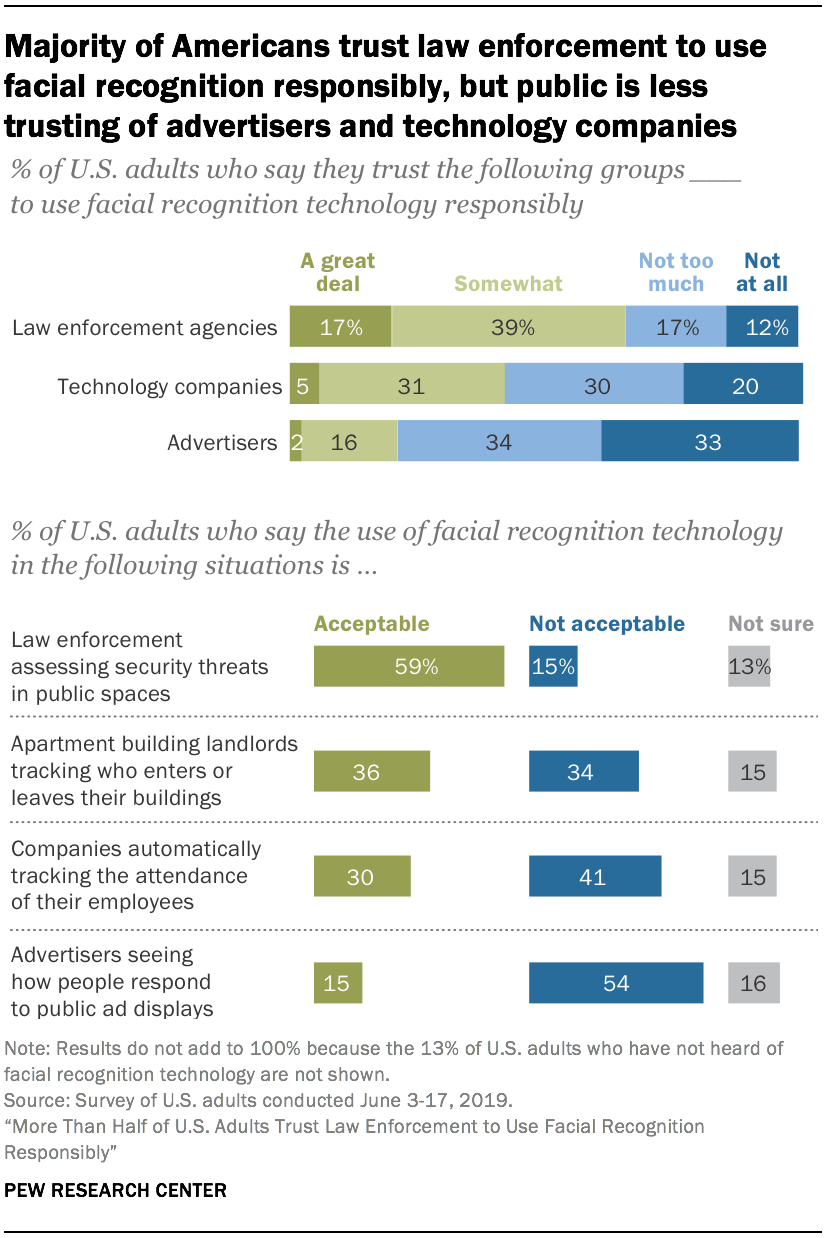 Majority of Americans trust law enforcement to use
facial recognition responsibly, but public is less
trusting of advertisers and technology companies
% of U.S. adults who say they trust the following groups ____
to use facial recognition technology responsibly
A great deal Somewhat Not too much Not at all
Law enforcement agencies 17% 39% 17% 12%
Technology companies 5 31 30 20
Advertisers 2 16 34 33
% of U.S. adults who say the use of facial recognition technology
in the following situations is ...
Acceptable Not acceptable Not sure
Law enforcement
assessing security threats 59% 15% 13%
in public spaces
Apartment building landlords
tracking who enters or 36 34 15
leaves their buildings
Companies automatically
tracking the attendance 30 41 15
of their employees
Advertisers seeing
how people respond 15 54 16
to public ad displays
Note: Results do not add to 100% because the 13% of U.S. adults who have not heard of
facial recognition technology are not shown.
Source: Survey of U.S. adults conducted June 3-17, 2019.
“More Than Half of U.S. Adults Trust Law Enforcement to Use Facial Recognition
Responsibly”
PEW RESEARCH CENTER